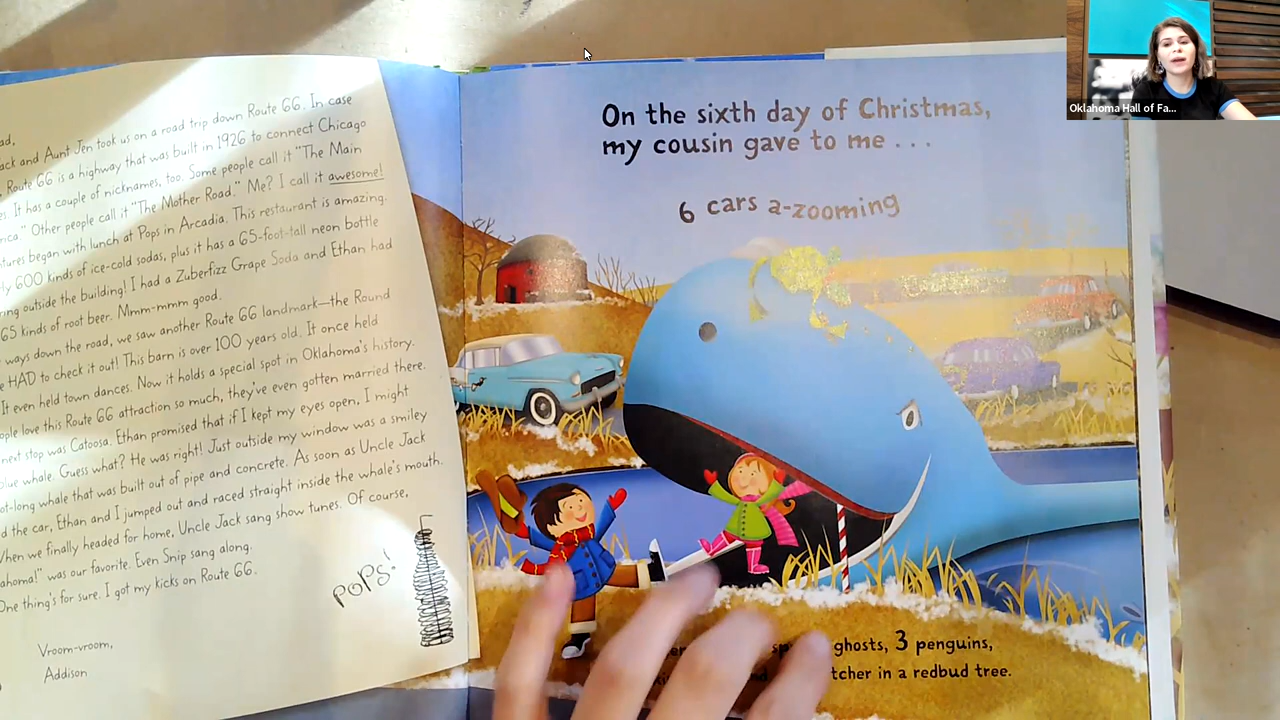 ad,
ack and Aunt Jen took us on a road trip down Route 66. In case
Route 66 is a highway that was built in 1926 to connect Chicago
es. It has a couple of nicknames, too. Some people call it "The Main
rica." Other people call it "The Mother Road." Me? I call it awesome!
tures began with lunch at Pops in Arcadia. This restaurant is amazing.
ly 600 kinds of ice-cold sodas, plus it has a 65-foot-tall neon bottle
ing outside the building! I had a Zuberfizz Grape Soda and Ethan had
65 kinds of root beer. Mmm-mmm good.
ways down the road, we saw another Route 66 landmark—the Round
e HAD to check it out! This barn is over 100 years old. It once held
It even held town dances. Now it holds a special spot in Oklahoma's history.
ople love this Route 66 attraction so much, they've even gotten married there.
next stop was Catoosa. Ethan promised that if I kept my eyes open, I might
blue whale. Guess what? He was right! Just outside my window was a smiley
ot-long whale that was built out of pipe and concrete. As soon as Uncle Jack
d the car, Ethan and I jumped out and raced straight inside the whale's mouth.
When we finally headed for home, Uncle Jack sang show tunes. Of course,
ahoma!" was our favorite. Even Snip sang along.
One thing's for sure. I got my kicks on Route 66.
Vroom-vroom,
Addison
POPS!
On the sixth day of Christmas,
my cousin gave to me . . .
6 cars a-zooming
ghosts, 3 penguins,
tcher in a redbud tree.
Oklahoma Hall of Fa...